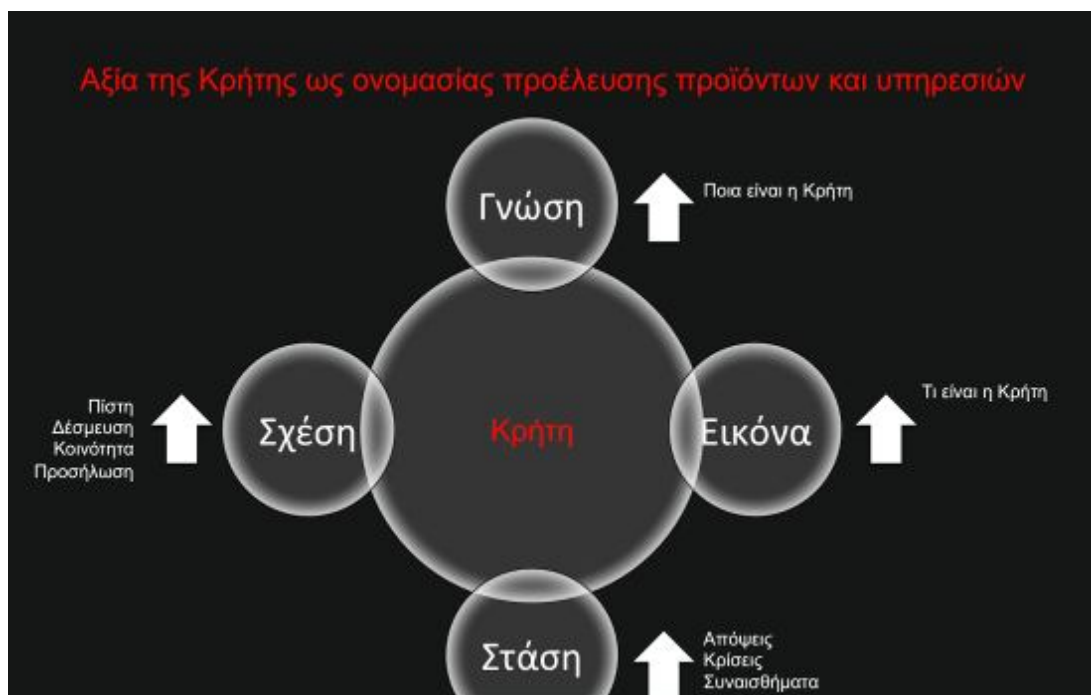 Αξία της Κρήτης ως ονομασίας προέλευσης προϊόντων και υπηρεσιών
Γνώση
Ποια είναι η Κρήτη
Πίστη
Δέσμευση
Κοινότητα
Προσήλωση
Σχέση
Κρήτη
Εικόνα
Τι είναι η Κρήτη
Στάση
Απόψεις
Κρίσεις
Συναισθήματα